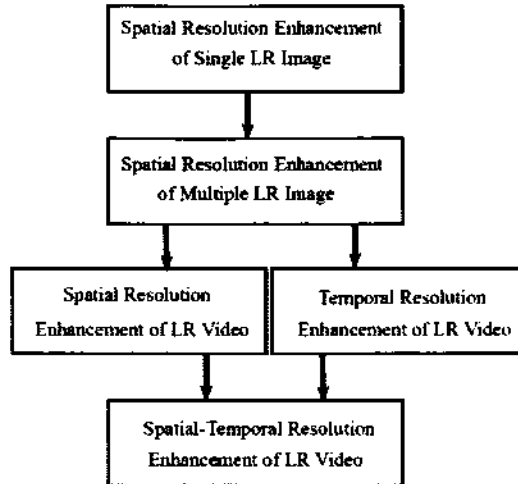 Spatial Resolution Enhancement
of Single LR Image
Spatial Resolution Enhancement
of Multiple LR Image
Spatial Resolution
Enhancement of LR Video
Temporal Resolution
Enhancement of LR Video
Spatial-Temporal Resolution
Enhancement of LR Video